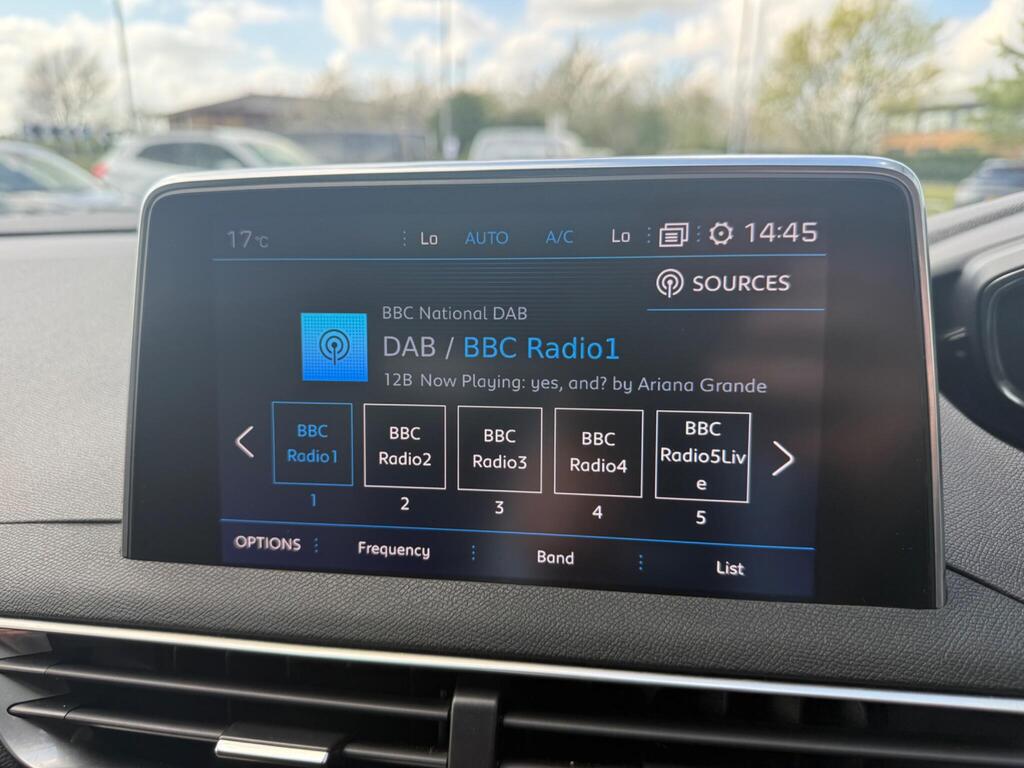 17°C Lo AUTO A/C Lo 14:45
SOURCES
BBC National DAB
DAB / BBC Radio1
12B Now Playing: yes, and? by Ariana Grande
BBC Radio1
BBC Radio2
BBC Radio3
BBC Radio4
BBC Radio5Liv e
1 2 3 4 5
OPTIONS Frequency Band List